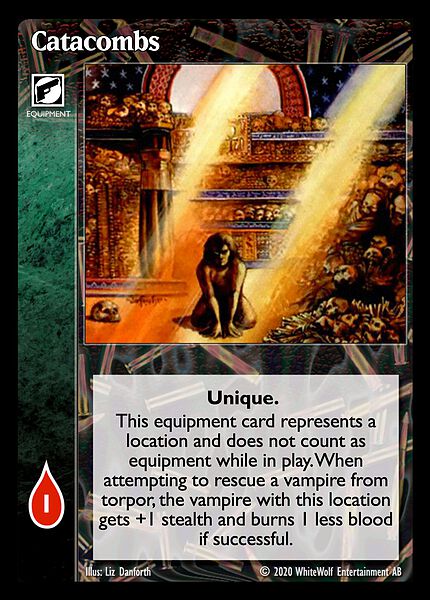 Catacombs
EQUIPMENT
Unique.
This equipment card represents a
location and does not count as
equipment while in play. When
attempting to rescue a vampire from
torpor, the vampire with this location
gets +1 stealth and burns 1 less blood
if successful.
1
Illus: Liz Danforth
© 2020 WhiteWolf Entertainment AB